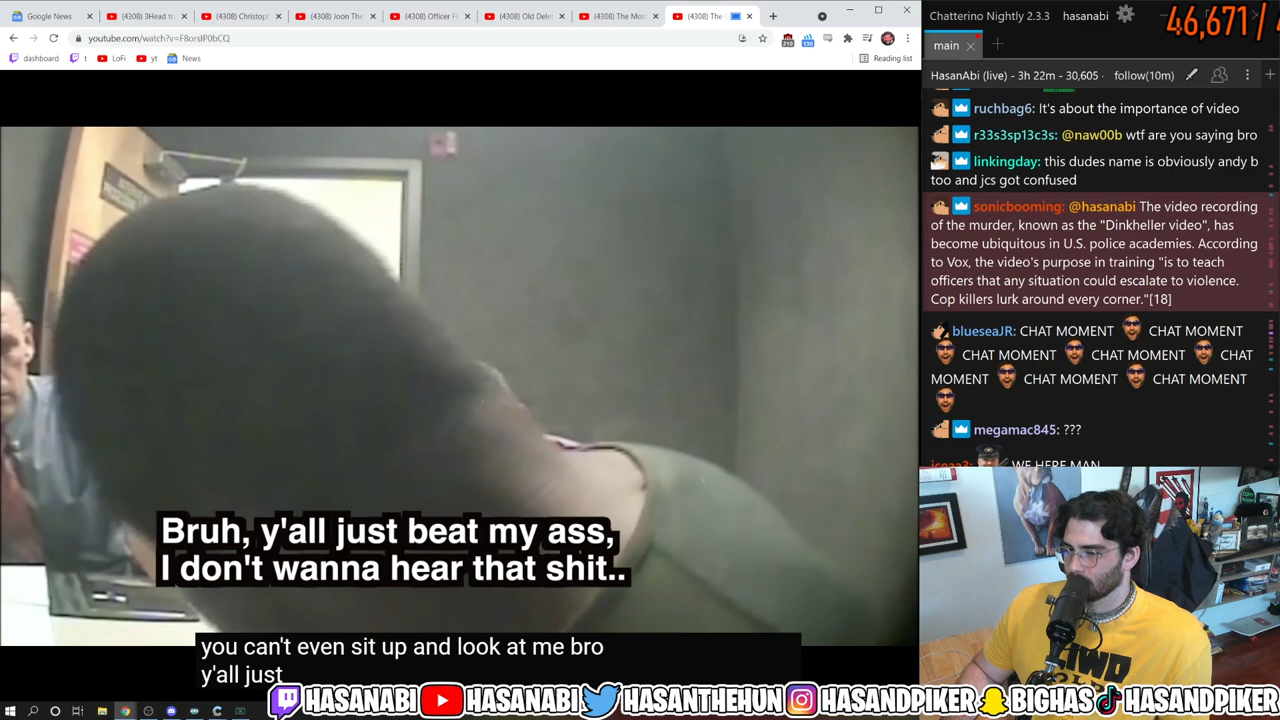 Google News
(4308) 3Head tr
(4308) Christoph
(4308) Joon The
(4308) Officer Fi
(4308) Old Delet
(4308) The Mos
(4308) The
youtube.com/watch?v=F8orsIP0bCQ
dashboard
t
LoFi
yt
News
Reading list
Bruh, y'all just beat my ass,
I don't wanna hear that shit..
you can't even sit up and look at me bro
y'all just
Chatterino Nightly 2.3.3
hasanabi
46,671 /
main
HasanAbi (live) - 3h 22m - 30,605 - follow(10m)
ruchbag6: It's about the importance of video
r33s3sp13c3s: @naw00b wtf are you saying bro
linkingday: this dudes name is obviously andy b
too and jcs got confused
sonicbooming: @hasanabi The video recording
of the murder, known as the "Dinkheller video", has
become ubiquitous in U.S. police academies. According
to Vox, the video's purpose in training "is to teach
officers that any situation could escalate to violence.
Cop killers lurk around every corner."[18]
blueseaJR: CHAT MOMENT CHAT MOMENT
CHAT MOMENT CHAT MOMENT CHAT
MOMENT CHAT MOMENT CHAT MOMENT
megamac845: ???
WE HERE MAN
HASANABI HASANABI HASANTHEHUN HASANDPIKER BIGHAS HASANDPIKER